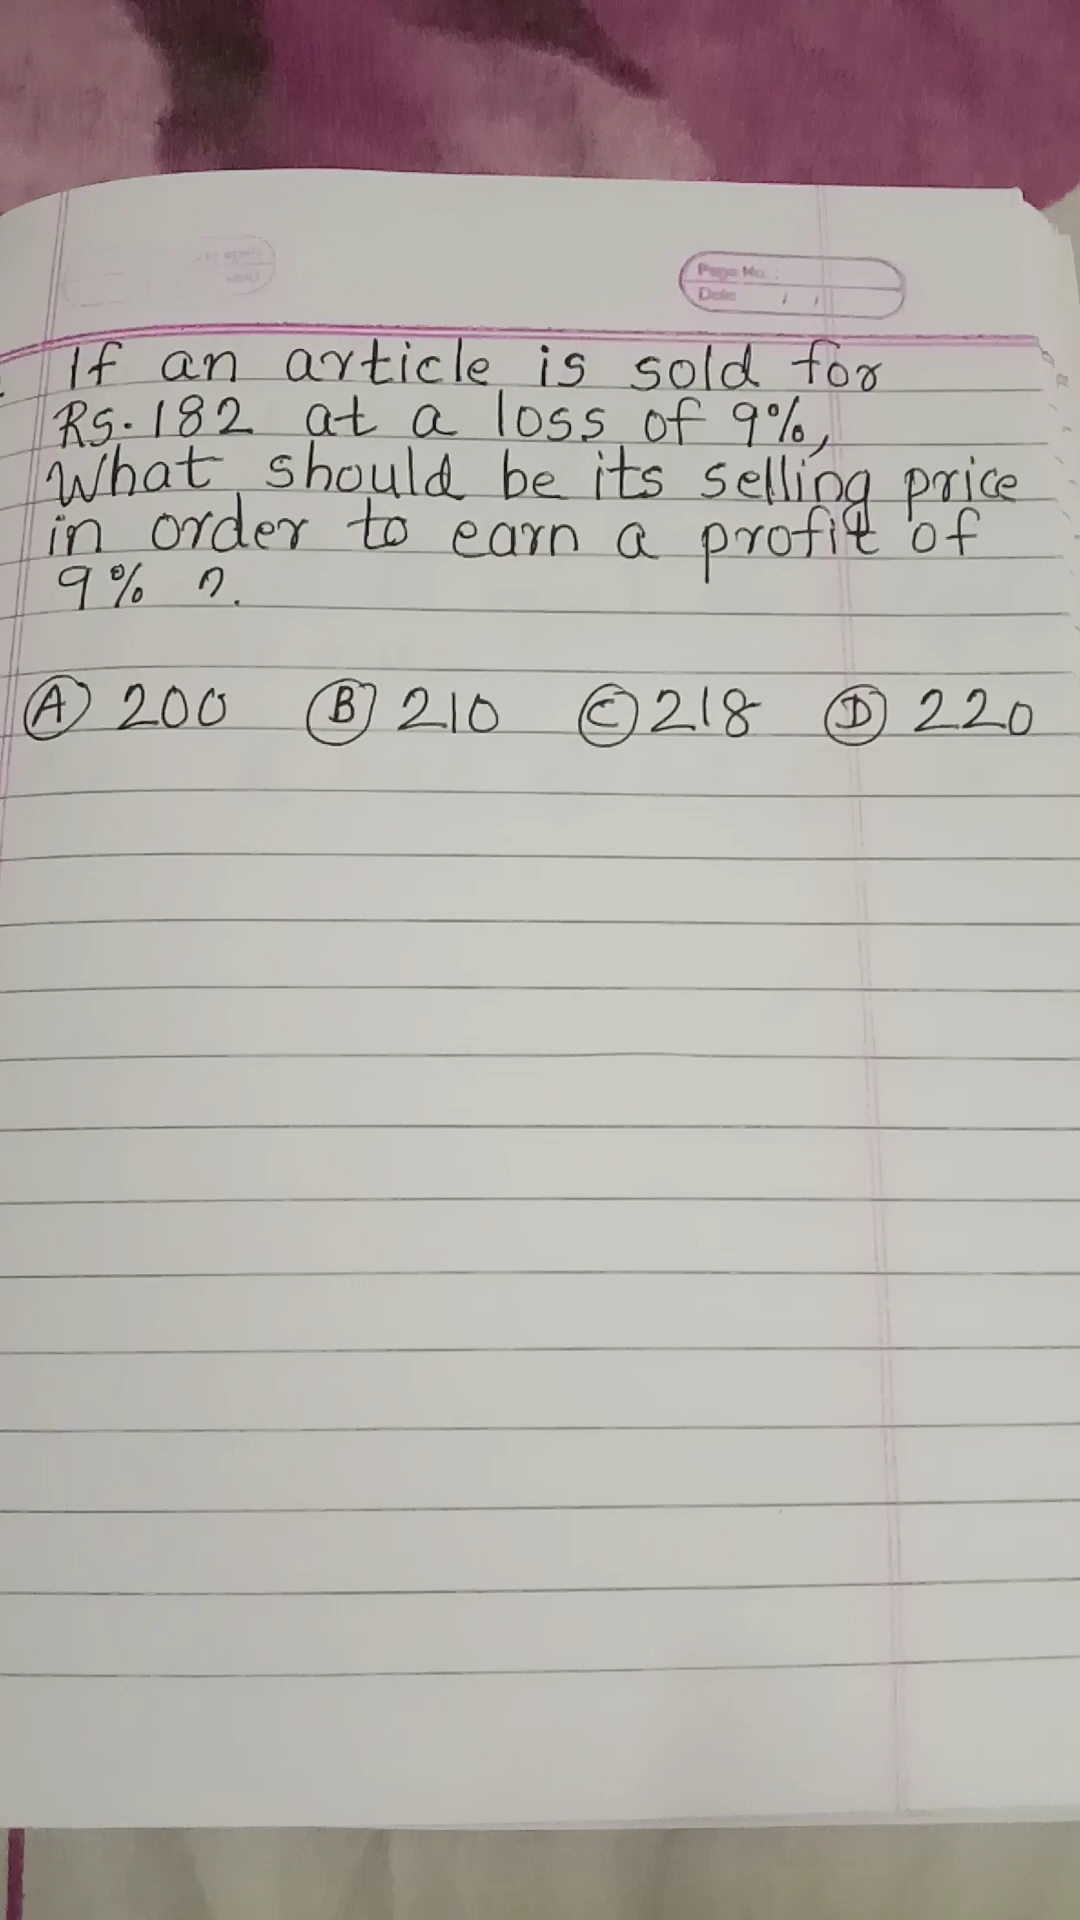 Page No. :
Date / /
If an article is sold for
RS. 182 at a loss of 9%,
What should be its selling price
in order to earn a profit of
9% ?.
(A) 200 (B) 210 (C) 218 (D) 220